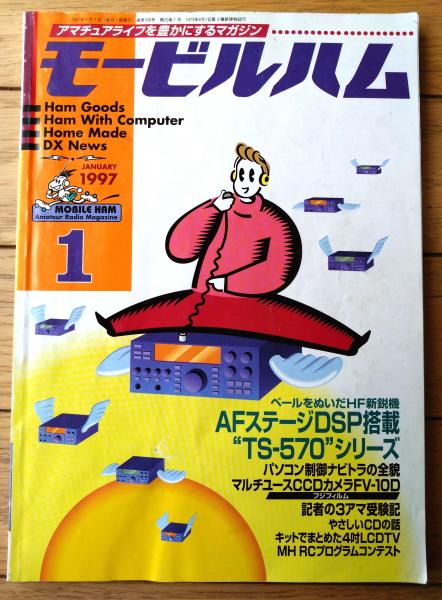 アマチュアライフを豊かにするマガジン
モービルハム
Ham Goods
Ham With Computer
Home Made
DX News
JANUARY
1997
MOBILE HAM
Amateur Radio Magazine
1
ベールをぬいだHF新鋭機
AFステージDSP搭載
“TS-570”シリーズ
パソコン制御ナビトラの全貌
マルチユースCCDカメラFV-10D
フジフィルム
記者の3アマ受験記
やさしいCDの話
キットでまとめた4吋LCDTV
MH RCプログラムコンテスト